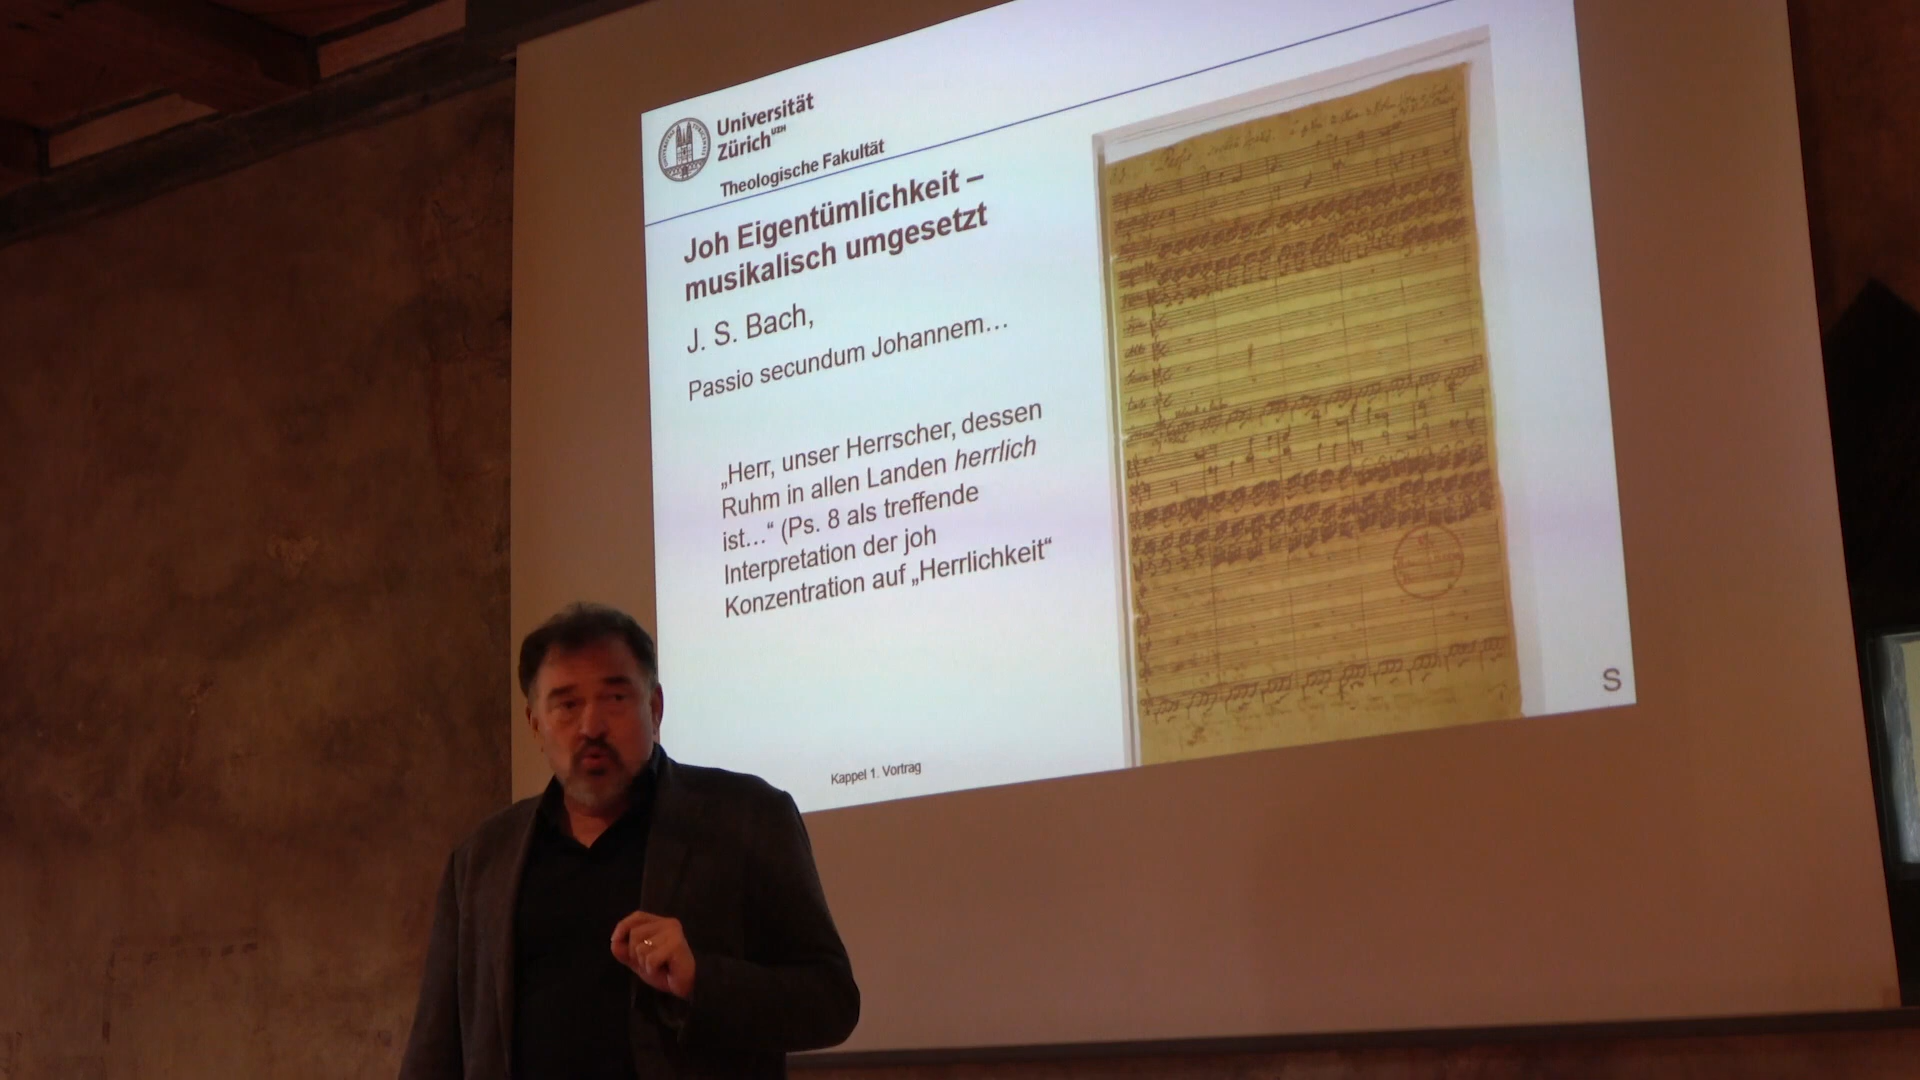 Universität
Zürich UZH
Theologische Fakultät
Joh Eigentümlichkeit –
musikalisch umgesetzt
J. S. Bach,
Passio secundum Johannem…
„Herr, unser Herrscher, dessen
Ruhm in allen Landen herrlich
ist…“ (Ps. 8 als treffende
Interpretation der joh
Konzentration auf „Herrlichkeit“
Kappel 1. Vortrag
S